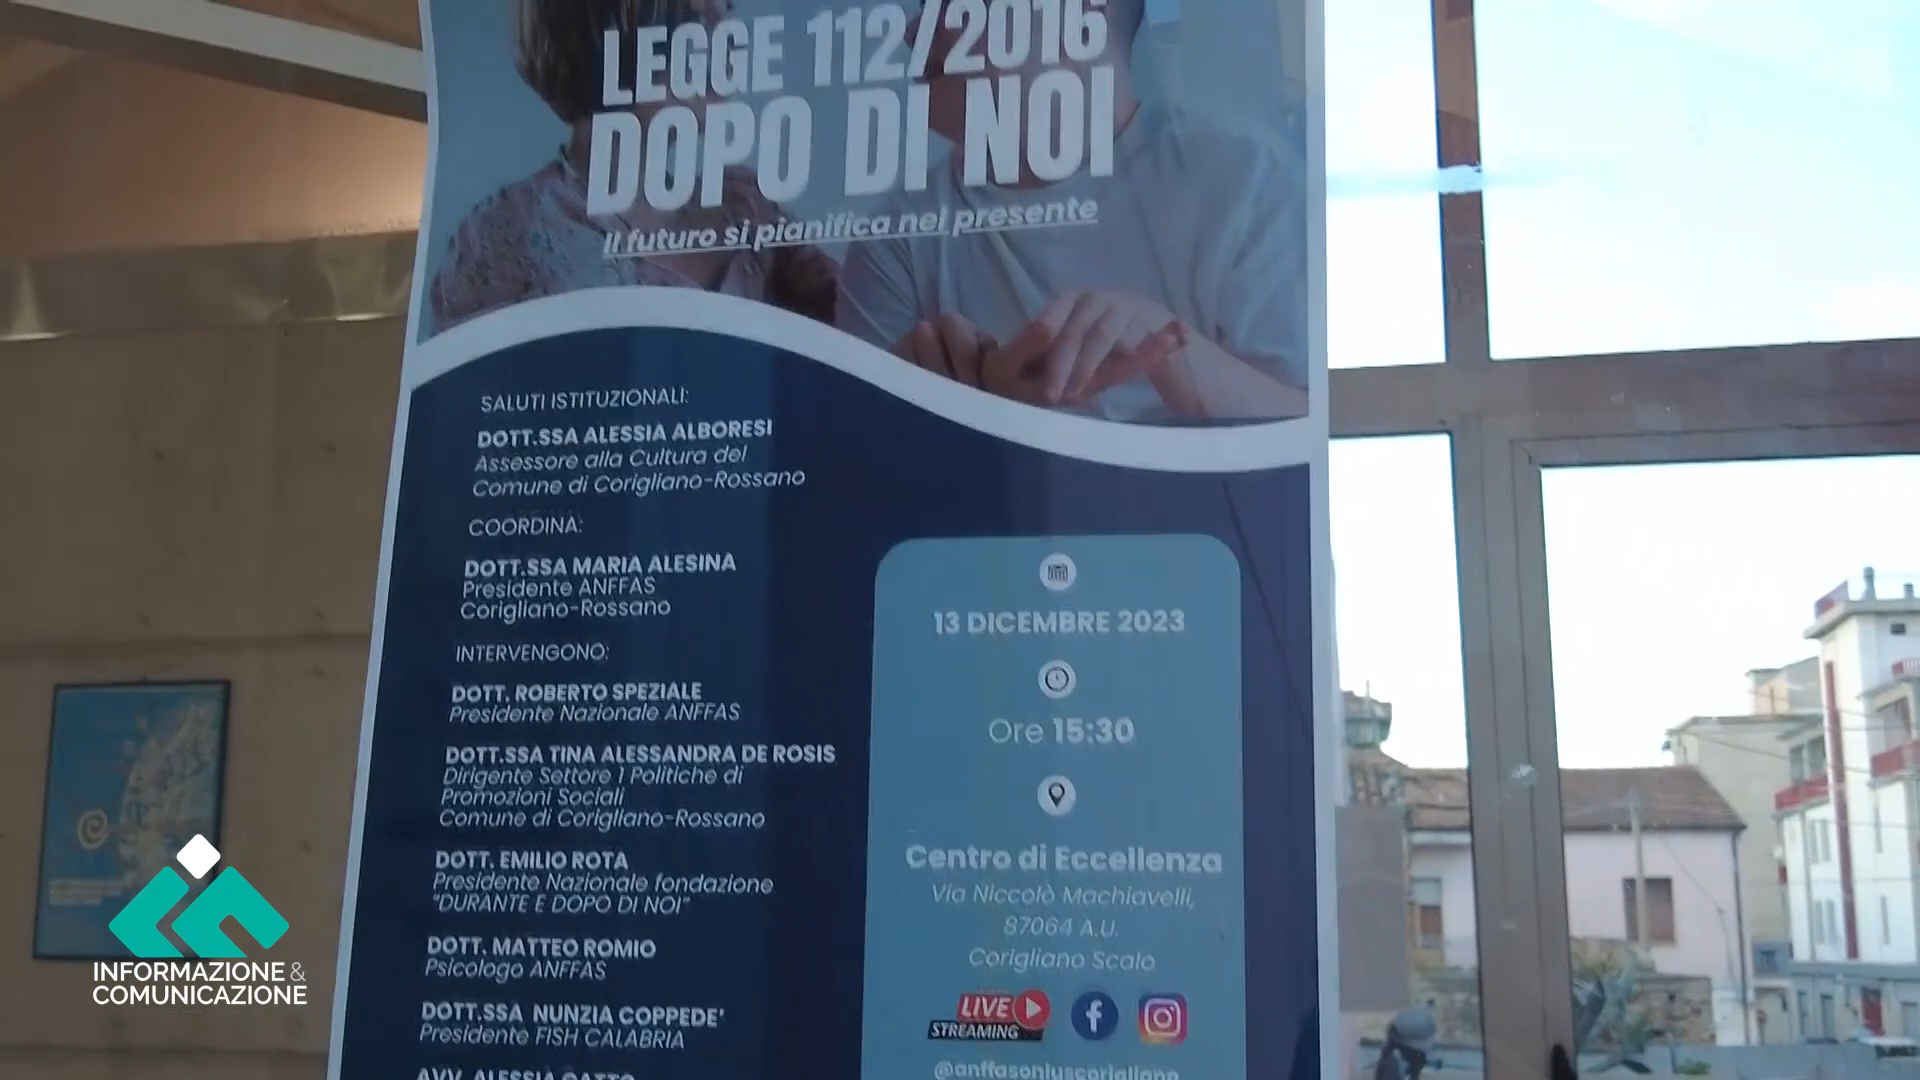 LEGGE 112/2016
DOPO DI NOI
Il futuro si pianifica nel presente
SALUTI ISTITUZIONALI:
DOTT.SSA ALESSIA ALBORESI
Assessore alla Cultura del
Comune di Corigliano-Rossano
COORDINA:
DOTT.SSA MARIA ALESINA
Presidente ANFFAS
Corigliano-Rossano
INTERVENGONO:
DOTT. ROBERTO SPEZIALE
Presidente Nazionale ANFFAS
DOTT.SSA TINA ALESSANDRA DE ROSIS
Dirigente Settore 1 Politiche di
Promozioni Sociali
Comune di Corigliano-Rossano
DOTT. EMILIO ROTA
Presidente Nazionale fondazione
"DURANTE E DOPO DI NOI"
DOTT. MATTEO ROMIO
Psicologo ANFFAS
DOTT.SSA NUNZIA COPPEDE'
Presidente FISH CALABRIA
AVV. ALESSIA GATTO
13 DICEMBRE 2023
Ore 15:30
Centro di Eccellenza
Via Niccolò Machiavelli,
87064 A.U.
Corigliano Scalo
LIVE
STREAMING
@anffasonluscorigliano
INFORMAZIONE &
COMUNICAZIONE